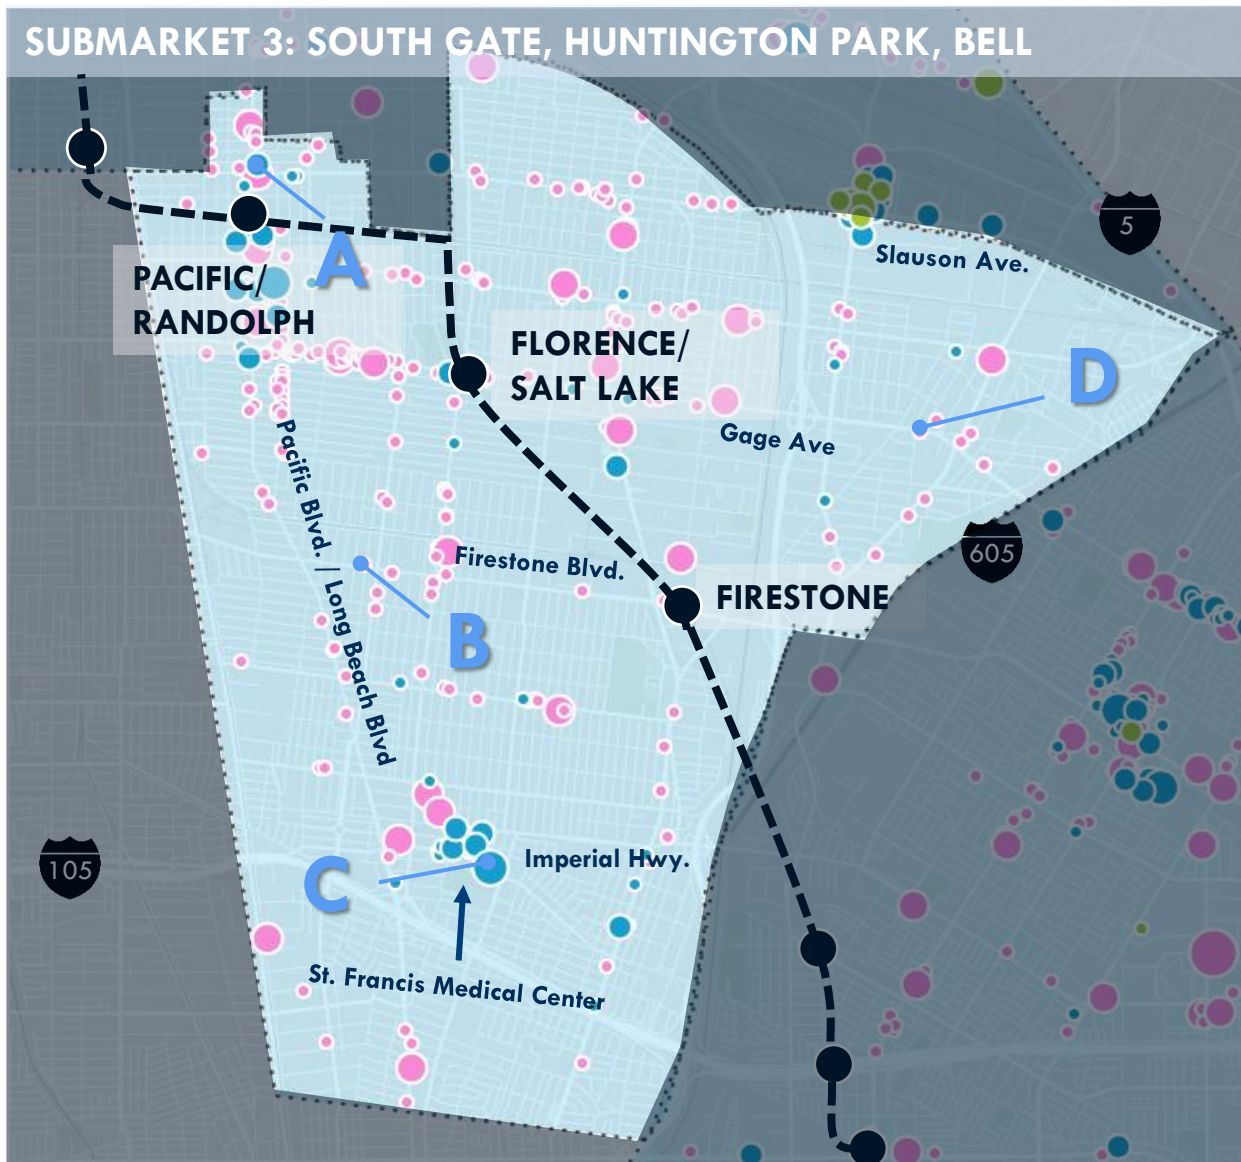 SUBMARKET 3: SOUTH GATE, HUNTINGTON PARK, BELL
5
Slauson Ave.
A
PACIFIC/
RANDOLPH
FLORENCE/
SALT LAKE
D
Gage Ave
Pacific Blvd. / Long Beach Blvd
Firestone Blvd.
605
FIRESTONE
B
Imperial Hwy.
105
C
St. Francis Medical Center